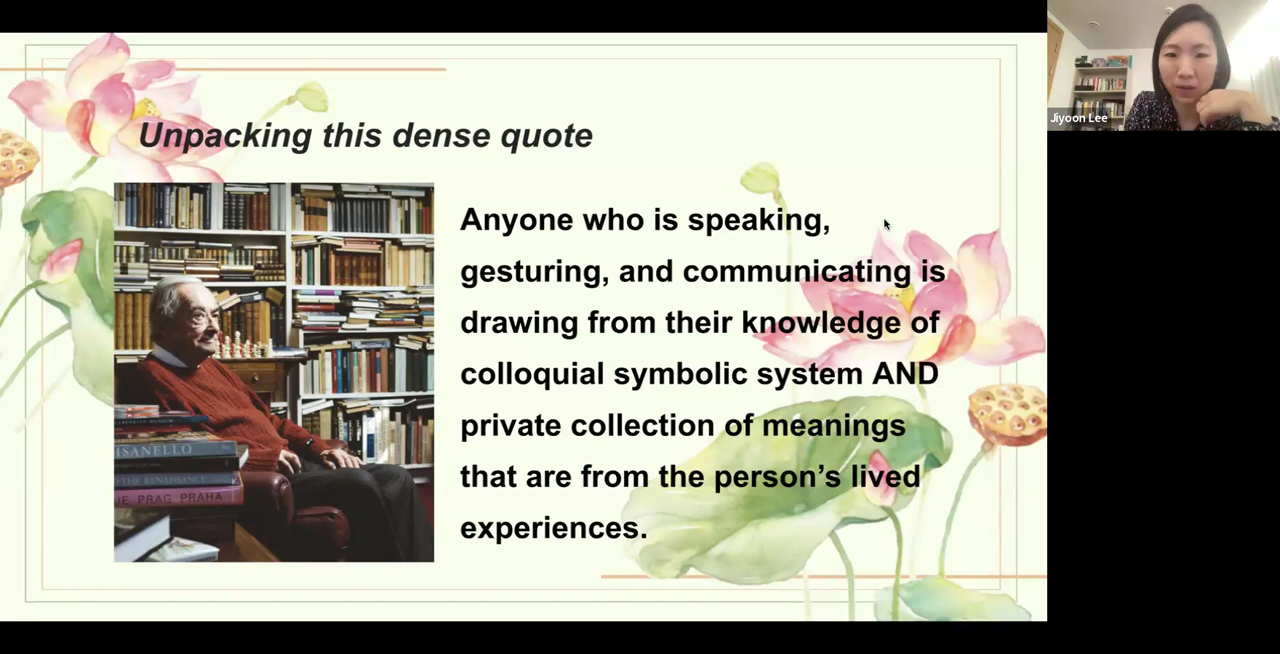 Unpacking this dense quote
Anyone who is speaking,
gesturing, and communicating is
drawing from their knowledge of
colloquial symbolic system AND
private collection of meanings
that are from the person’s lived
experiences.
ISANELLO
THE RENAISSANCE
PRAG PRAHA
Jiyoon Lee